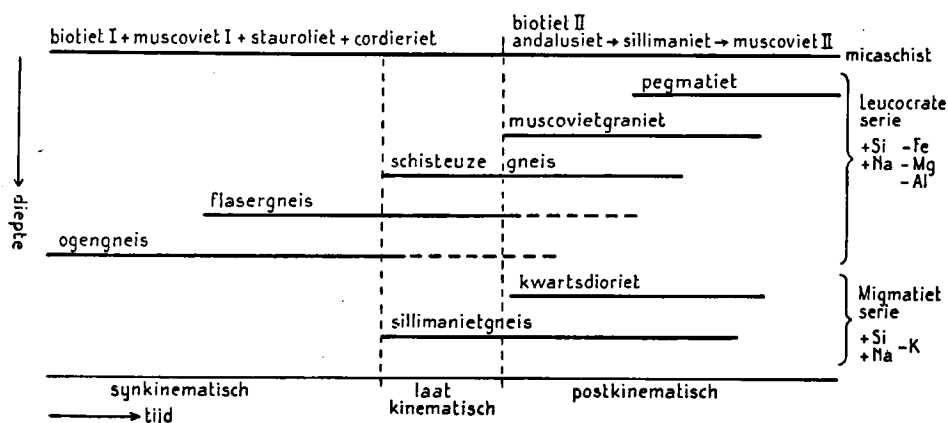 biotiet I + muscoviet I + stauroliet + cordieriet
biotiet II
andalusiet → sillimaniet → muscoviet II
micaschist
pegmatiet
muscovietgraniet
schisteuze gneis
flasergneis
ogengneis
kwartsdioriet
sillimanietgneis
Leucocrate
serie
+Si -Fe
+Na -Mg
-Al
Migmatiet
serie
+Si
+Na -K
diepte
synkinematisch
laat
kinematisch
postkinematisch
tijd